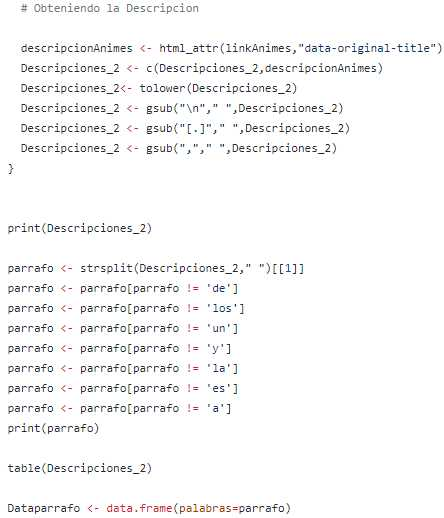 # Obteniendo la Descripcion
descripcionAnimes <- html_attr(linkAnimes,"data-original-title")
Descripciones_2 <- c(Descripciones_2,descripcionAnimes)
Descripciones_2<- tolower(Descripciones_2)
Descripciones_2 <- gsub("\n"," ",Descripciones_2)
Descripciones_2 <- gsub("[.]"," ",Descripciones_2)
Descripciones_2 <- gsub(","," ",Descripciones_2)
}
print(Descripciones_2)
parrafo <- strsplit(Descripciones_2," ")[[1]]
parrafo <- parrafo[parrafo != 'de']
parrafo <- parrafo[parrafo != 'los']
parrafo <- parrafo[parrafo != 'un']
parrafo <- parrafo[parrafo != 'y']
parrafo <- parrafo[parrafo != 'la']
parrafo <- parrafo[parrafo != 'es']
parrafo <- parrafo[parrafo != 'a']
print(parrafo)
table(Descripciones_2)
Dataparrafo <- data.frame(palabras=parrafo)